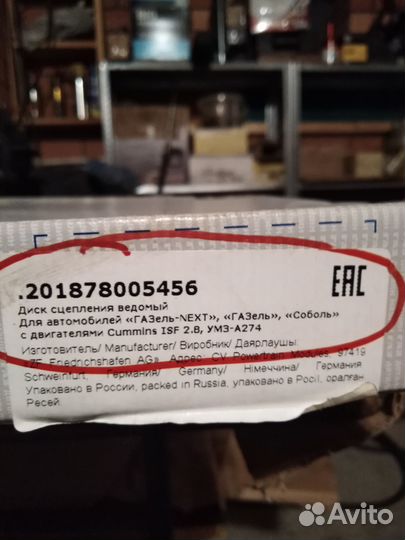 .201878005456
EAC
Диск сцепления ведомый
Для автомобилей «ГАЗель-NEXT», «ГАЗель», «Соболь»
с двигателями Cummins ISF 2.8, УМЗ-А274
Изготовитель/ Manufacturer/ Виробник/ Даярлаушы:
«ZF Friedrichshafen AG» Адрес: CV Powertrain Modules, 97419
Schweinfurt, Германия/ Germany/ Німеччина/ Германия
Упаковано в России, packed in Russia, упаковано в Росії, оралған
Ресей.
Avito